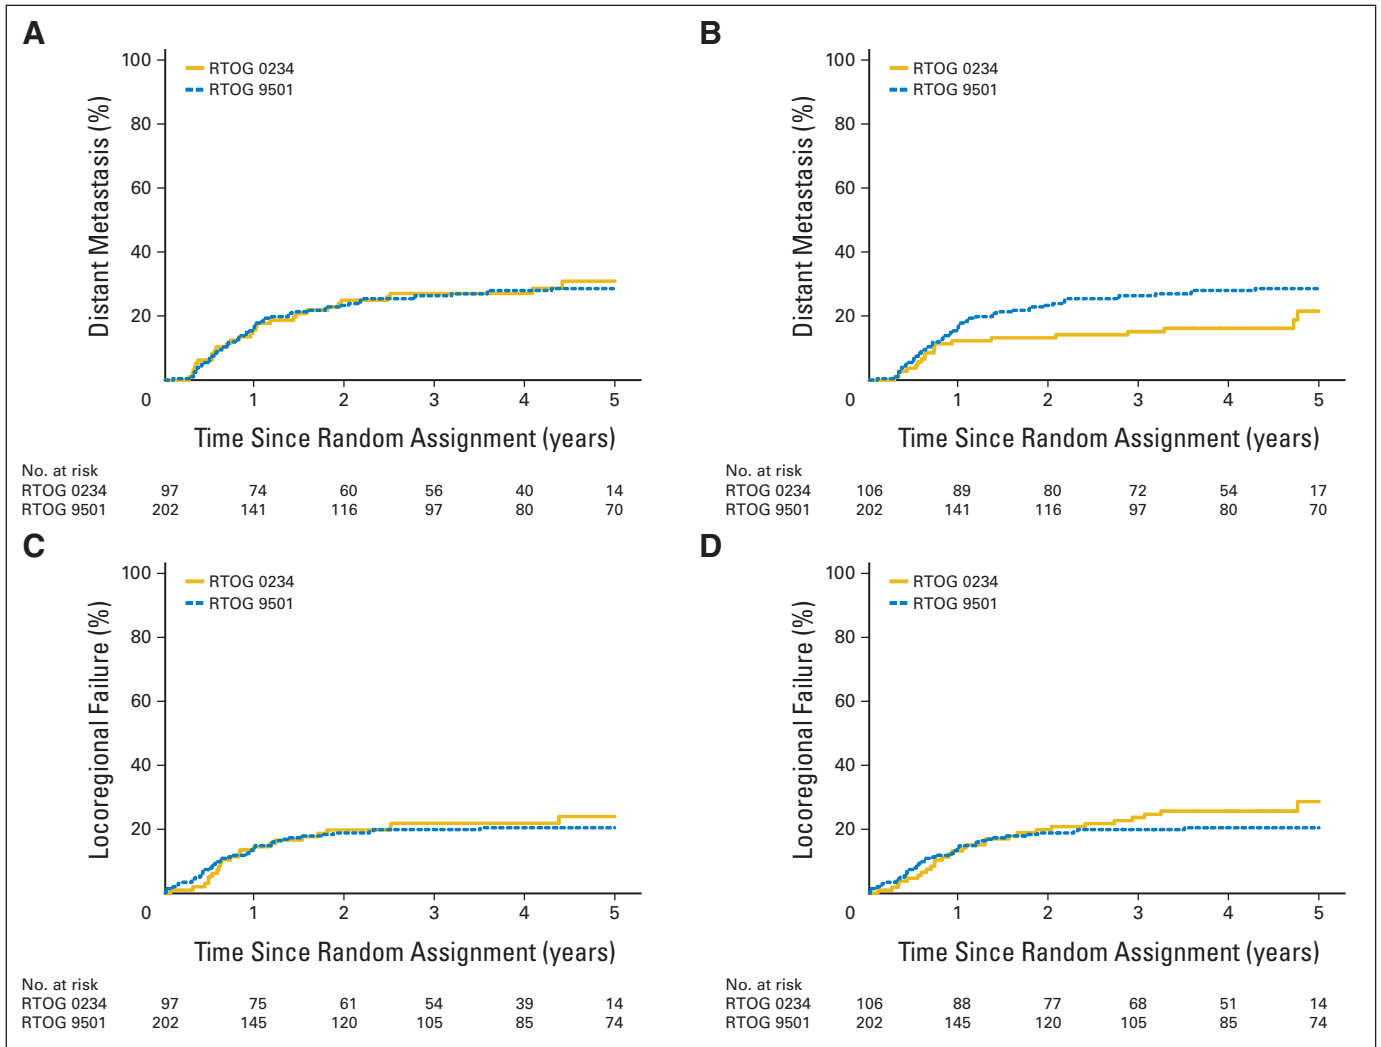 A
100
80
60
40
20
0
Distant Metastasis (%)
RTOG 0234
RTOG 9501
1 2 3 4 5
Time Since Random Assignment (years)
No. at risk
RTOG 0234 97 74 60 56 40 14
RTOG 9501 202 141 116 97 80 70
B
100
80
60
40
20
0
Distant Metastasis (%)
RTOG 0234
RTOG 9501
1 2 3 4 5
Time Since Random Assignment (years)
No. at risk
RTOG 0234 106 89 80 72 54 17
RTOG 9501 202 141 116 97 80 70
C
100
80
60
40
20
0
Locoregional Failure (%)
RTOG 0234
RTOG 9501
1 2 3 4 5
Time Since Random Assignment (years)
No. at risk
RTOG 0234 97 75 61 54 39 14
RTOG 9501 202 145 120 105 85 74
D
100
80
60
40
20
0
Locoregional Failure (%)
RTOG 0234
RTOG 9501
1 2 3 4 5
Time Since Random Assignment (years)
No. at risk
RTOG 0234 106 88 77 68 51 14
RTOG 9501 202 145 120 105 85 74